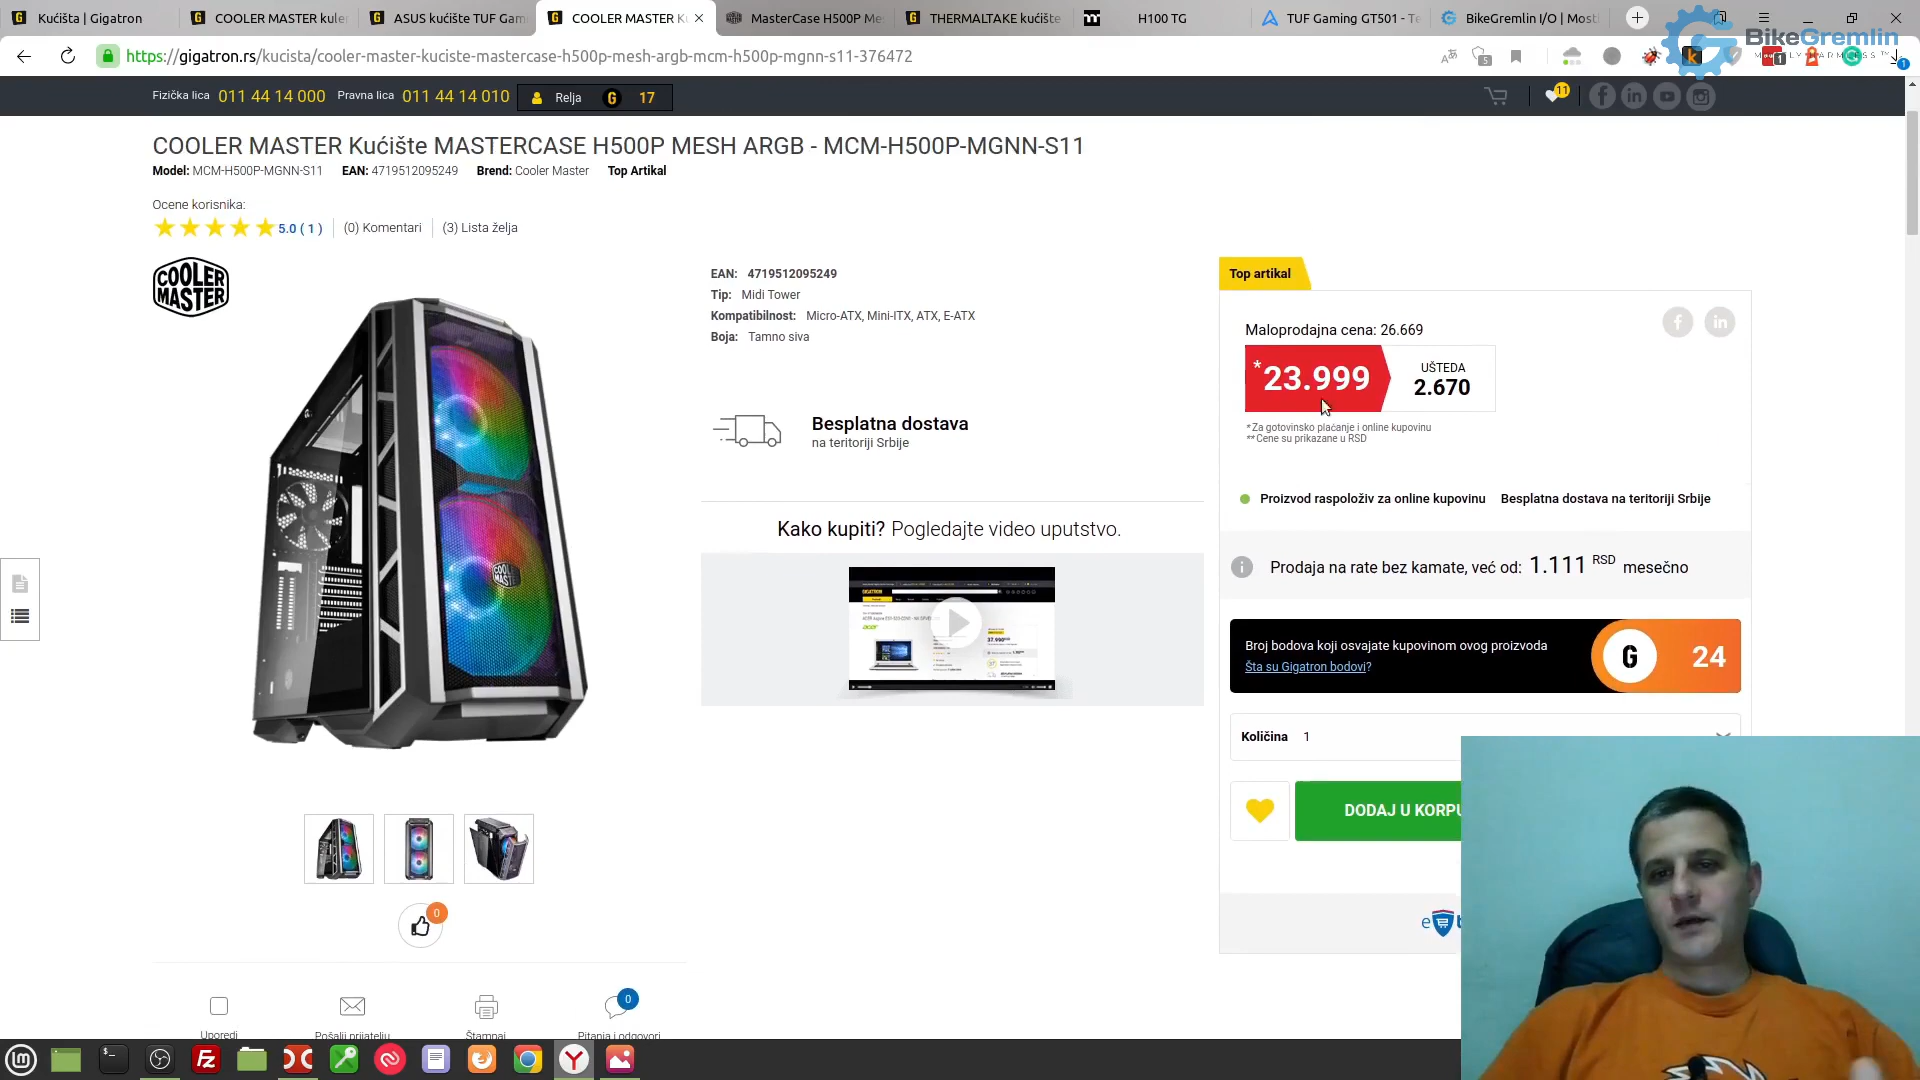 Kućišta | Gigatron
COOLER MASTER kuler
ASUS kućište TUF Gam
COOLER MASTER Ku
MasterCase H500P Me
THERMALTAKE kućište
H100 TG
TUF Gaming GT501 - Te
BikeGremlin I/O | Most
BikeGremlin
https://gigatron.rs/kucista/cooler-master-kuciste-mastercase-h500p-mesh-argb-mcm-h500p-mgnn-s11-376472
Fizička lica 011 44 14 000 Pravna lica 011 44 14 010 Relja G 17
11
COOLER MASTER Kućište MASTERCASE H500P MESH ARGB - MCM-H500P-MGNN-S11
Model: MCM-H500P-MGNN-S11 EAN: 4719512095249 Brend: Cooler Master Top Artikal
Ocene korisnika:
5.0 ( 1 ) (0) Komentari (3) Lista želja
COOLER
MASTER
EAN: 4719512095249
Tip: Midi Tower
Kompatibilnost: Micro-ATX, Mini-ITX, ATX, E-ATX
Boja: Tamno siva
Besplatna dostava
na teritoriji Srbije
Kako kupiti? Pogledajte video uputstvo.
Top artikal
Maloprodajna cena: 26.669
*23.999
UŠTEDA
2.670
*Za gotovinsko plaćanje i online kupovinu
**Cene su prikazane u RSD
Proizvod raspoloživ za online kupovinu Besplatna dostava na teritoriji Srbije
Prodaja na rate bez kamate, već od: 1.111 RSD mesečno
Broj bodova koji osvajate kupovinom ovog proizvoda
Šta su Gigatron bodovi?
G 24
Količina 1
DODAJ U KORPU
0
0
Uporedi
Pošalji prijatelju
Štampaj
Pitanja i odgovori